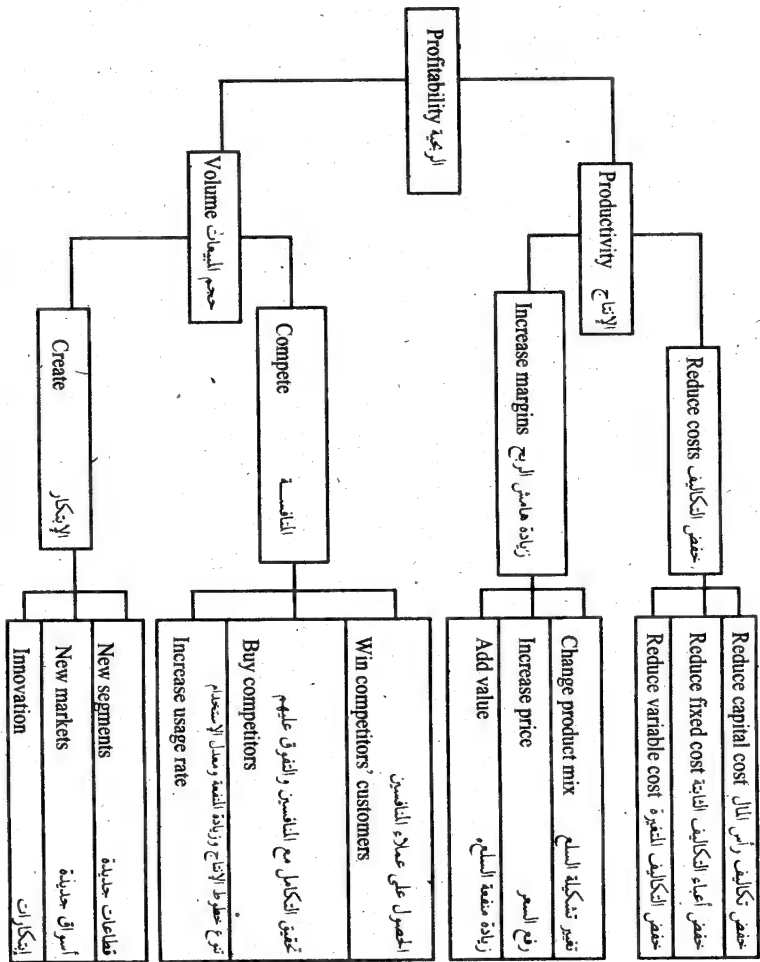 Profitability الربحية
Productivity الإنتاج
Volume حجم المبيعات
Reduce costs خفض التكاليف
Increase margins زيادة هامش الربح
Compete المنافسة
Create الإبتكار
Reduce capital cost خفض تكاليف رأس المال
Reduce fixed cost خفض أعباء التكاليف الثابتة
Reduce variable cost خفض التكاليف المتغيرة
Change product mix تغيير تشكيلة السلع
Increase price رفع السعر
Add value زيادة منفعة السلع
الحصول على عملاء المنافسين
Win competitors' customers
تحقيق التكامل مع المنافسين والتفوق عليهم
Buy competitors
تنوع خطوط الإنتاج وزيادة المنفعة ومعدل الإستخدام
Increase usage rate
New segments قطاعات جديدة
New markets أسواق جديدة
Innovation إبتكارات